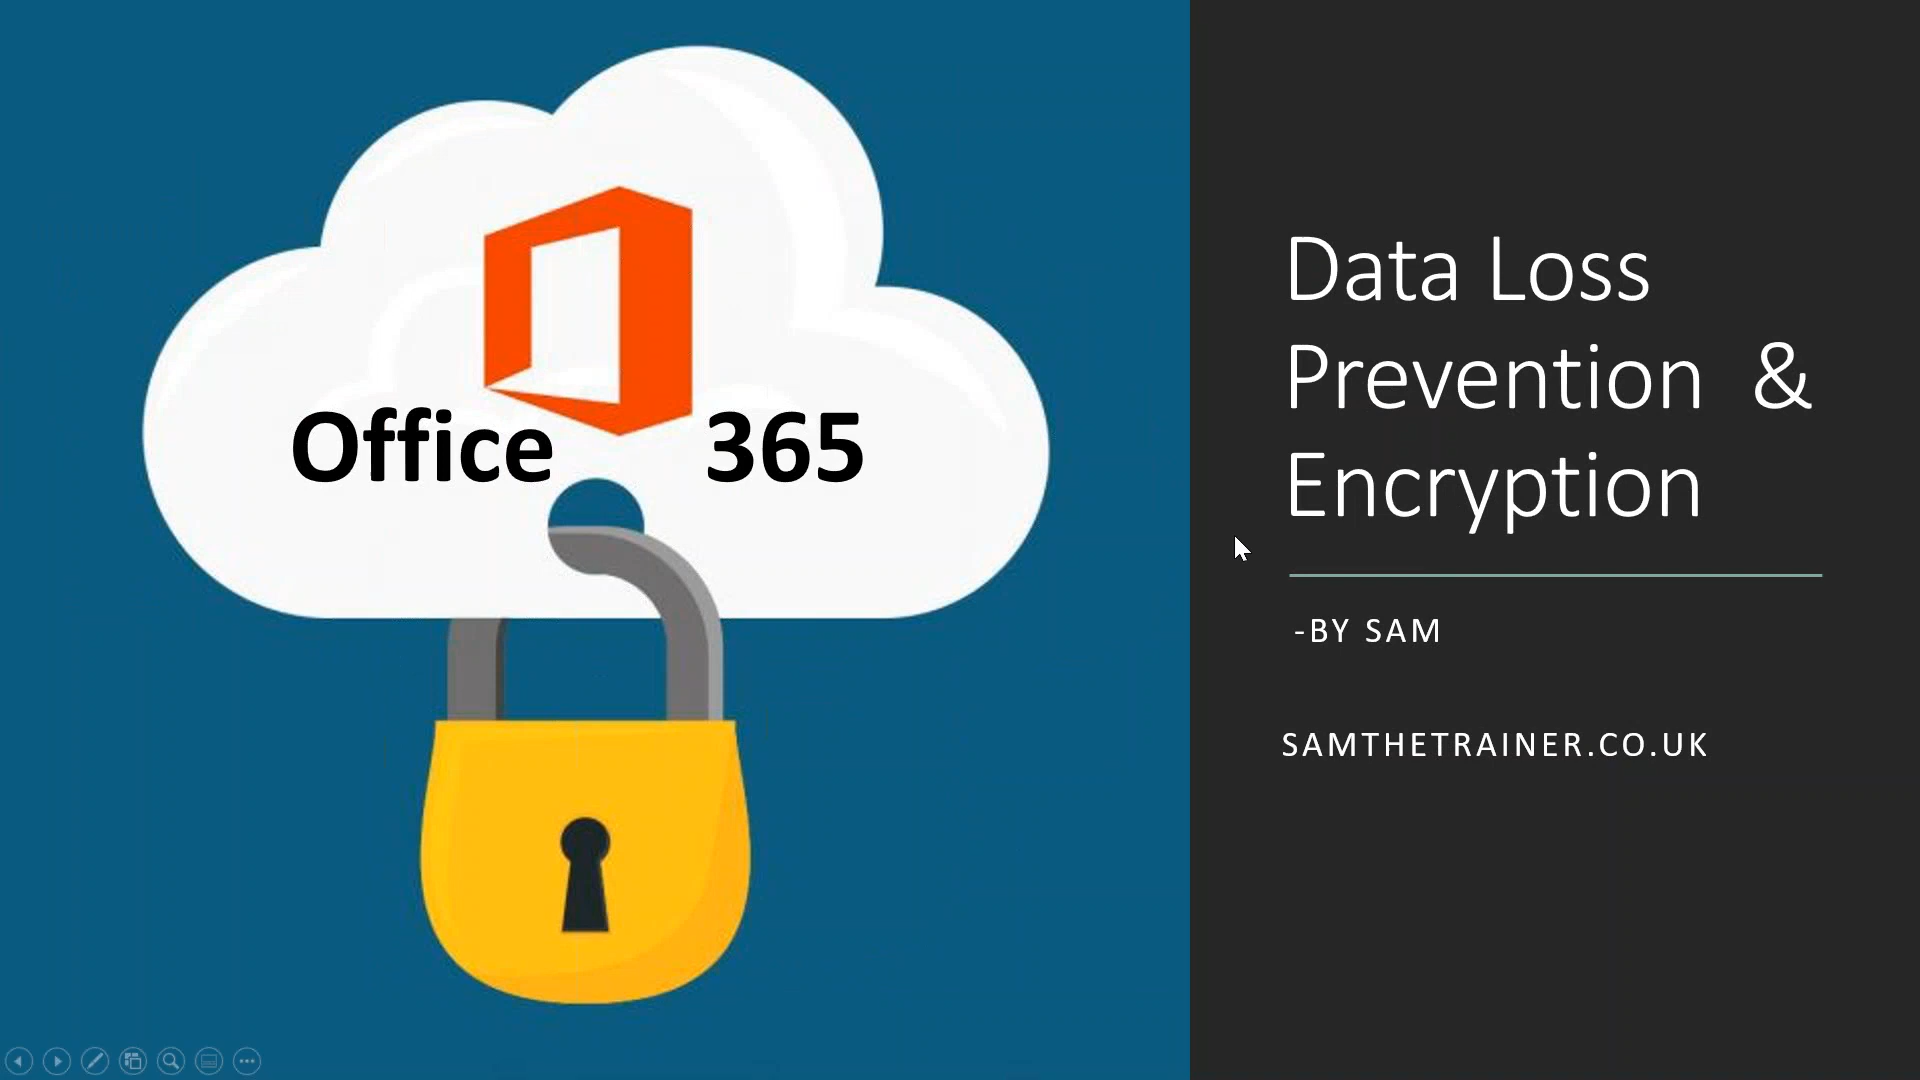 Office 365
Data Loss
Prevention &
Encryption
-BY SAM
SAMTHETRAINER.CO.UK